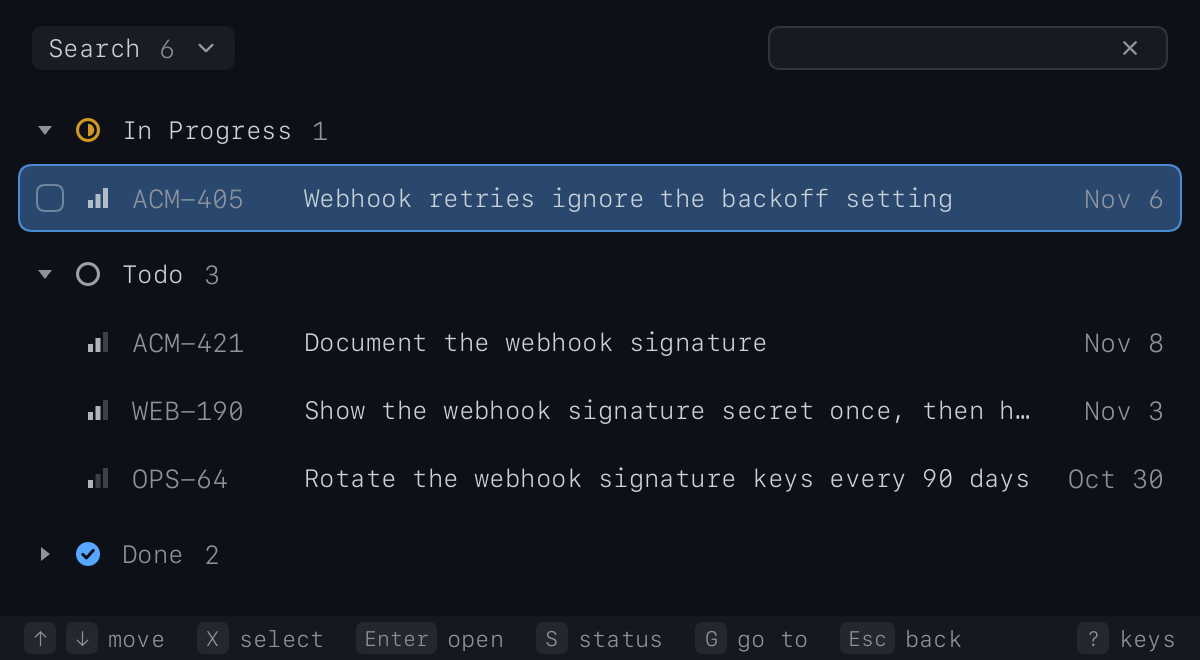 Search 6
In Progress 1
ACM-405 Webhook retries ignore the backoff setting Nov 6
Todo 3
ACM-421 Document the webhook signature Nov 8
WEB-190 Show the webhook signature secret once, then h… Nov 3
OPS-64 Rotate the webhook signature keys every 90 days Oct 30
Done 2
↑ ↓ move X select Enter open S status G go to Esc back ? keys